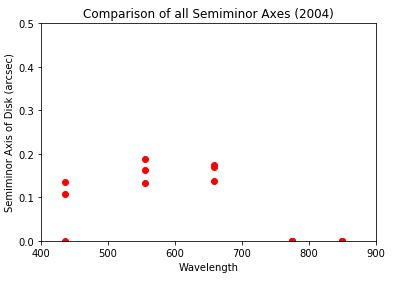 Comparison of all Semiminor Axes (2004)
0.5
0.4
0.3
0.2
0.1
0.0
Semiminor Axis of Disk (arcsec)
400 500 600 700 800 900
Wavelength